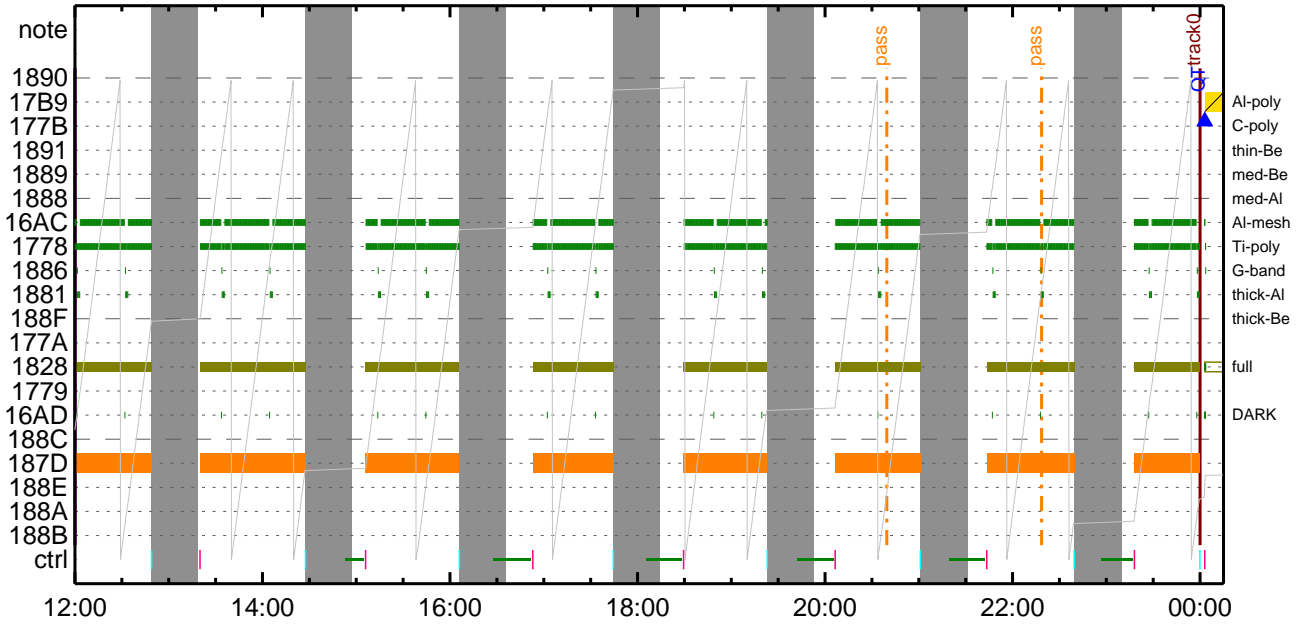 note
pass
pass
track0
QT
1890
17B9 Al-poly
177B C-poly
1891 thin-Be
1889 med-Be
1888 med-Al
16AC Al-mesh
1778 Ti-poly
1886 G-band
1881 thick-Al
188F thick-Be
177A
1828 full
1779
16AD DARK
188C
187D
188E
188A
188B
ctrl
12:00 14:00 16:00 18:00 20:00 22:00 00:00